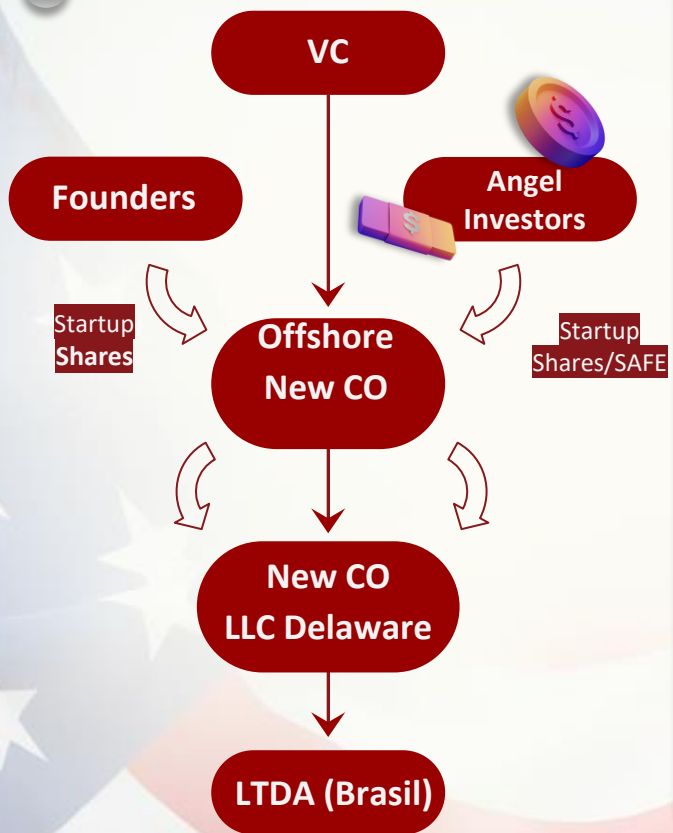 VC
Founders
Angel
Investors
$
$
Startup
Shares
Offshore
New CO
Startup
Shares/SAFE
New CO
LLC Delaware
LTDA (Brasil)